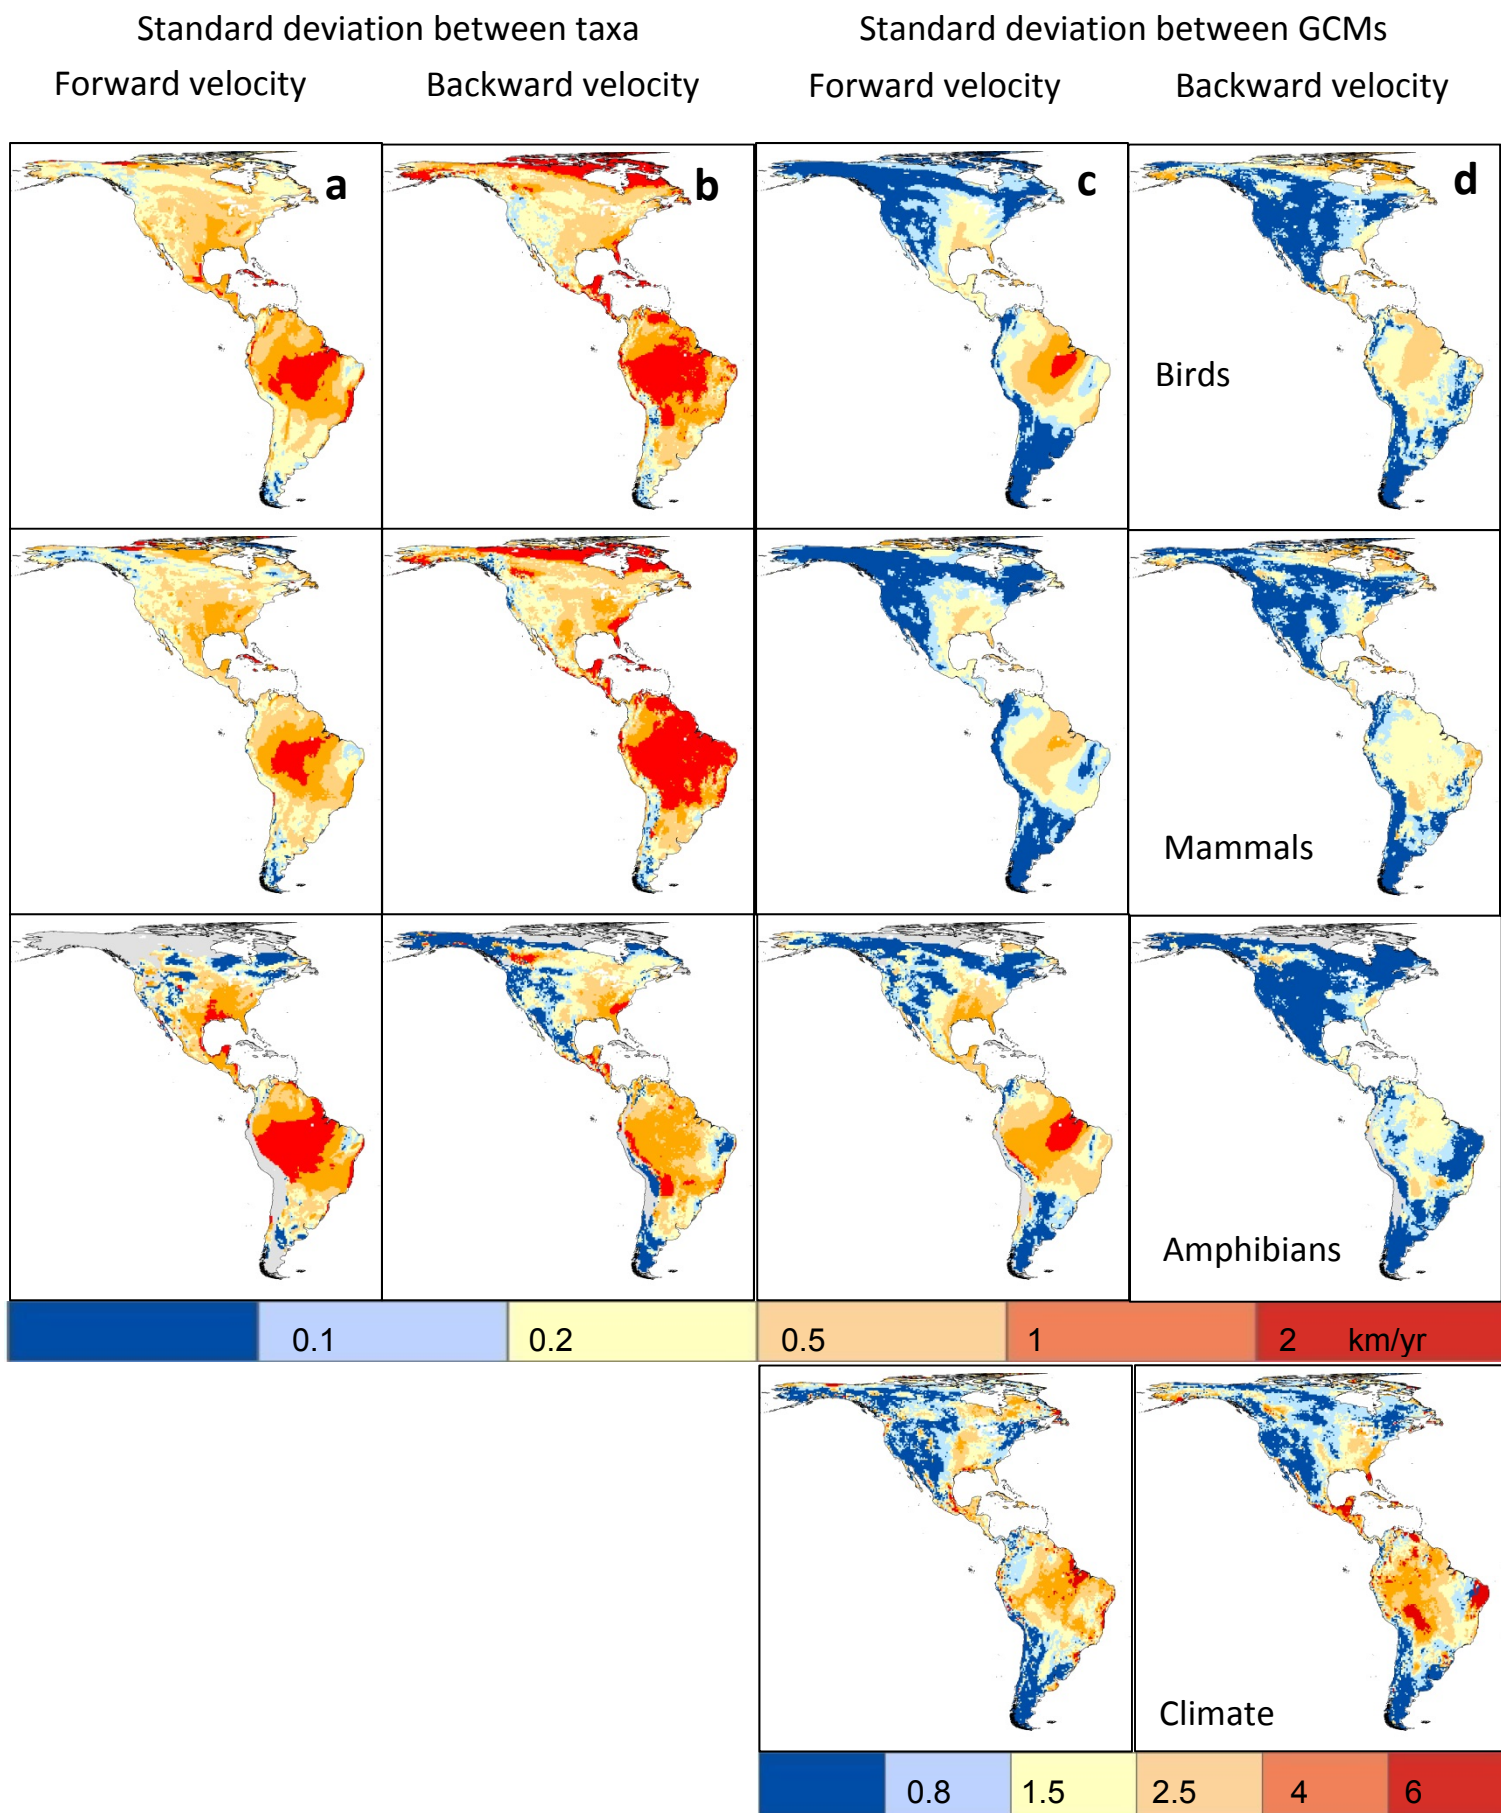 Standard deviation between taxa
Standard deviation between GCMs
Forward velocity
Backward velocity
Forward velocity
Backward velocity
a
b
c
d
Birds
Mammals
Amphibians
0.1
0.2
0.5
1
2 km/yr
Climate
0.8
1.5
2.5
4
6